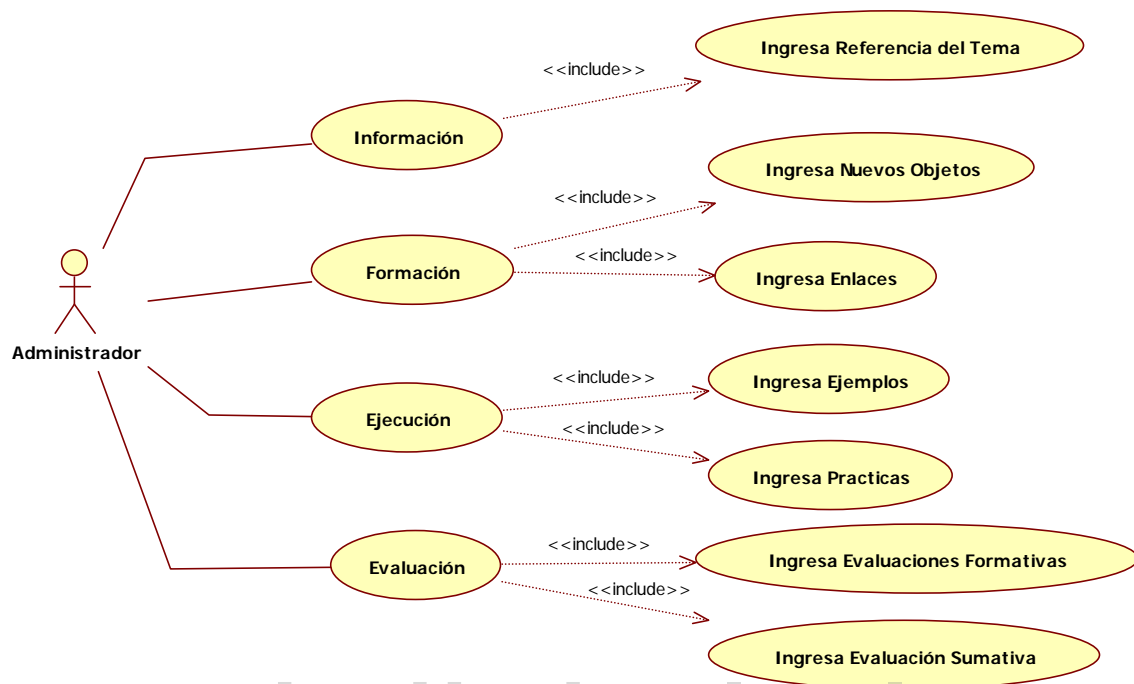 Ingresa Referencia del Tema
<<include>>
Información
Ingresa Nuevos Objetos
<<include>>
<<include>>
Formación
Ingresa Enlaces
Administrador
<<include>>
Ingresa Ejemplos
Ejecución
<<include>>
Ingresa Practicas
<<include>>
Ingresa Evaluaciones Formativas
Evaluación
<<include>>
Ingresa Evaluación Sumativa